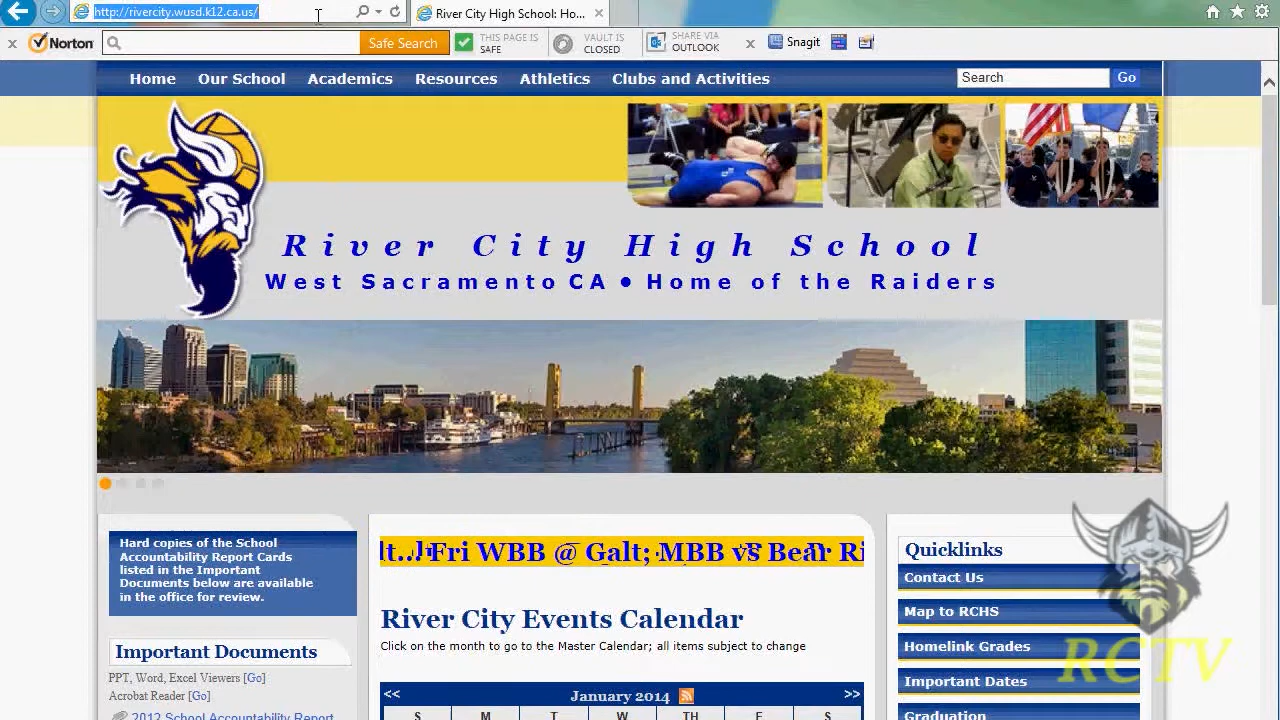 http://rivercity.wusd.k12.ca.us/
River City High School: Ho...
Norton
Safe Search
THIS PAGE IS
SAFE
VAULT IS
CLOSED
SHARE VIA
OUTLOOK
Snagit
Home Our School Academics Resources Athletics Clubs and Activities
Search Go
River City High School
West Sacramento CA • Home of the Raiders
Hard copies of the School
Accountability Report Cards
listed in the Important
Documents below are available
in the office for review.
Important Documents
PPT, Word, Excel Viewers [Go]
Acrobat Reader [Go]
2012 School Accountability Report
Fri WBB @ Galt; MBB vs Bear Ri
River City Events Calendar
Click on the month to go to the Master Calendar; all items subject to change
<< January 2014 >>
S M T W TH F S
Quicklinks
Contact Us
Map to RCHS
Homelink Grades
Important Dates
Graduation
RCTV